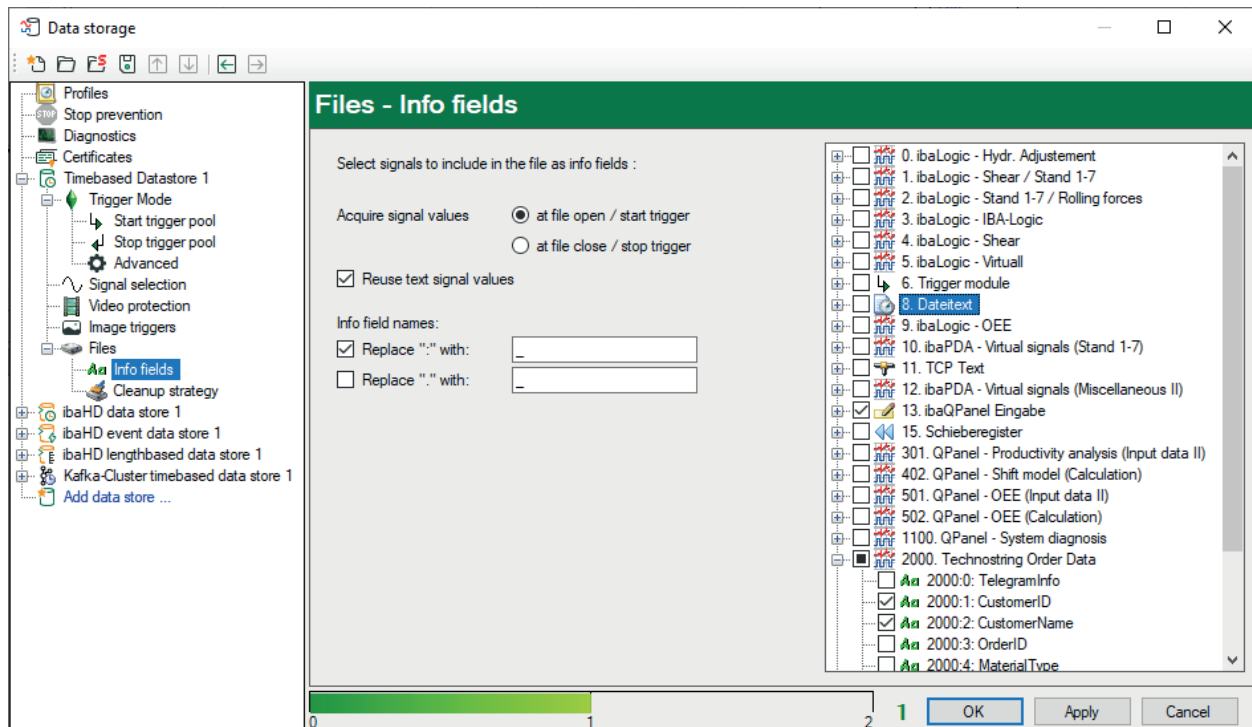 Data storage
Profiles
STOP Stop prevention
Diagnostics
Certificates
Timebased Datastore 1
Trigger Mode
Start trigger pool
Stop trigger pool
Advanced
Signal selection
Video protection
Image triggers
Files
Aa Info fields
Cleanup strategy
ibaHD data store 1
ibaHD event data store 1
ibaHD lengthbased data store 1
Kafka-Cluster timebased data store 1
Add data store ...
Files - Info fields
Select signals to include in the file as info fields :
Acquire signal values
at file open / start trigger
at file close / stop trigger
Reuse text signal values
Info field names:
Replace ":" with: _
Replace "." with: _
0. ibaLogic - Hydr. Adjustement
1. ibaLogic - Shear / Stand 1-7
2. ibaLogic - Stand 1-7 / Rolling forces
3. ibaLogic - IBA-Logic
4. ibaLogic - Shear
5. ibaLogic - Virtuall
6. Trigger module
8. Dateitext
9. ibaLogic - OEE
10. ibaPDA - Virtual signals (Stand 1-7)
11. TCP Text
12. ibaPDA - Virtual signals (Miscellaneous II)
13. ibaQPanel Eingabe
15. Schieberegister
301. QPanel - Productivity analysis (Input data II)
402. QPanel - Shift model (Calculation)
501. QPanel - OEE (Input data II)
502. QPanel - OEE (Calculation)
1100. QPanel - System diagnosis
2000. Technostring Order Data
Aa 2000:0: TelegramInfo
Aa 2000:1: CustomerID
Aa 2000:2: CustomerName
Aa 2000:3: OrderID
Aa 2000:4: MaterialType
0 1 2
1 OK Apply Cancel